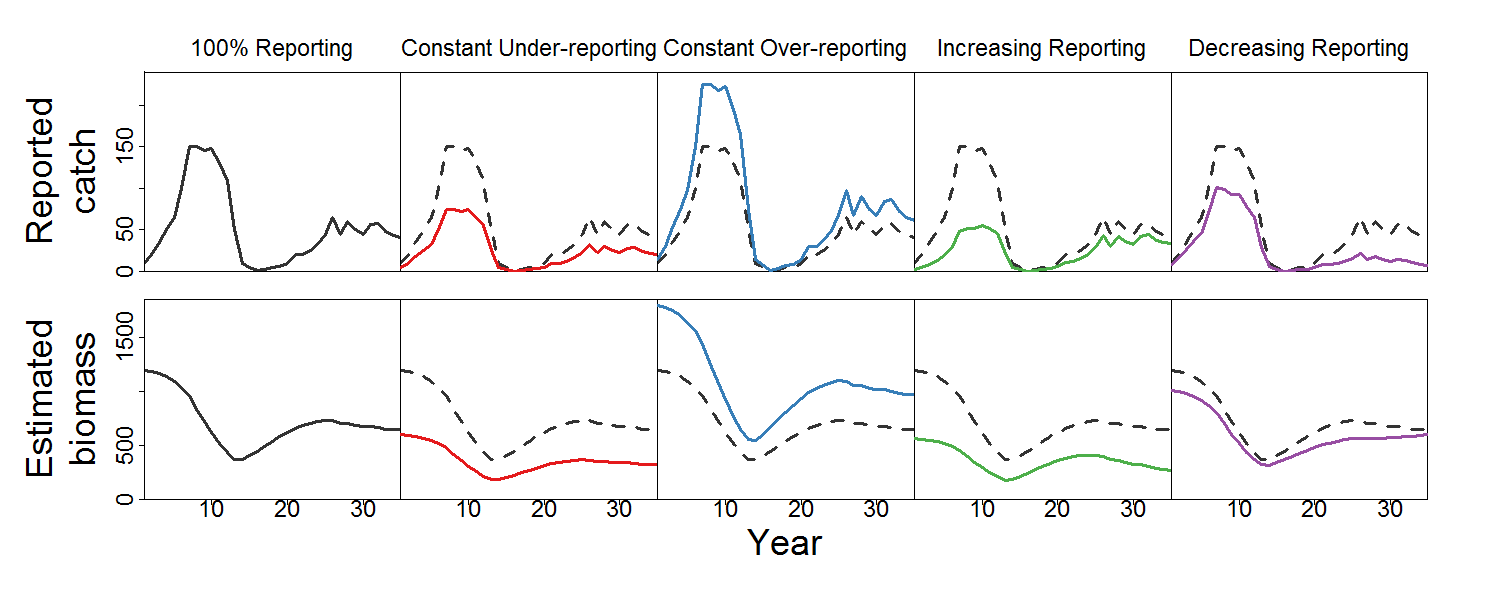 100% Reporting
Constant Under-reporting
Constant Over-reporting
Increasing Reporting
Decreasing Reporting
Reported
catch
0
50
150
Estimated
biomass
0
500
1500
10 20 30
10 20 30
10 20 30
10 20 30
10 20 30
Year